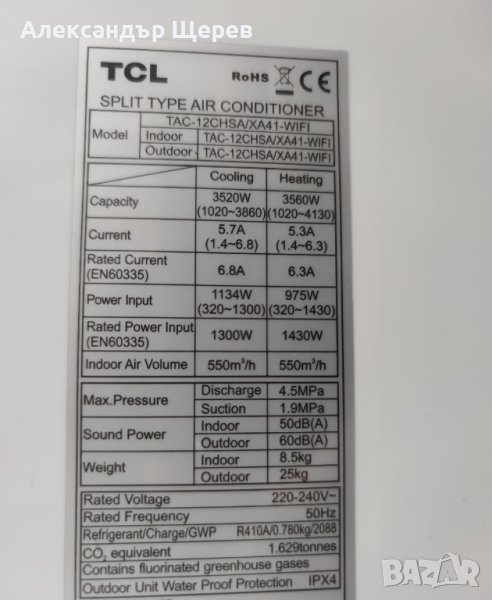 Александър Щерев
TCL RoHS CE
SPLIT TYPE AIR CONDITIONER
Model TAC-12CHSA/XA41-WIFI
Indoor TAC-12CHSA/XA41-WIFI
Outdoor TAC-12CHSA/XA41-WIFI
Cooling Heating
Capacity 3520W (1020~3860) 3560W (1020~4130)
Current 5.7A (1.4~6.8) 5.3A (1.4~6.3)
Rated Current (EN60335) 6.8A 6.3A
Power Input 1134W (320~1300) 975W (320~1430)
Rated Power Input (EN60335) 1300W 1430W
Indoor Air Volume 550m³/h 550m³/h
Max.Pressure Discharge 4.5MPa
Suction 1.9MPa
Sound Power Indoor 50dB(A)
Outdoor 60dB(A)
Weight Indoor 8.5kg
Outdoor 25kg
Rated Voltage 220-240V~
Rated Frequency 50Hz
Refrigerant/Charge/GWP R410A/0.780kg/2088
CO₂ equivalent 1.629tonnes
Contains fluorinated greenhouse gases
Outdoor Unit Water Proof Protection IPX4
BAZAR